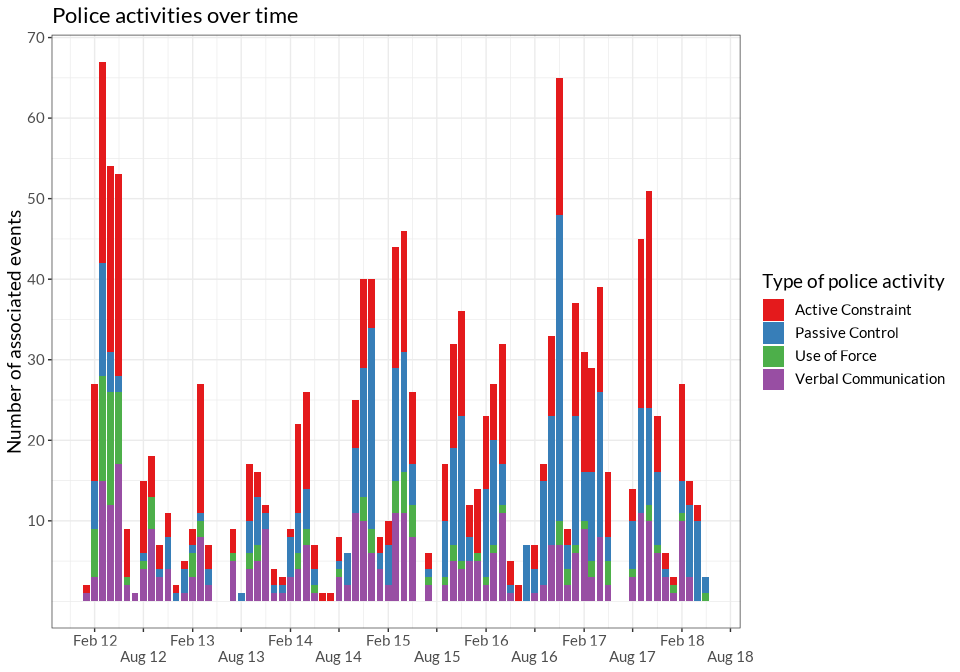 Police activities over time
Number of associated events
70
60
50
40
30
20
10
Feb 12
Aug 12
Feb 13
Aug 13
Feb 14
Aug 14
Feb 15
Aug 15
Feb 16
Aug 16
Feb 17
Aug 17
Feb 18
Aug 18
Type of police activity
Active Constraint
Passive Control
Use of Force
Verbal Communication